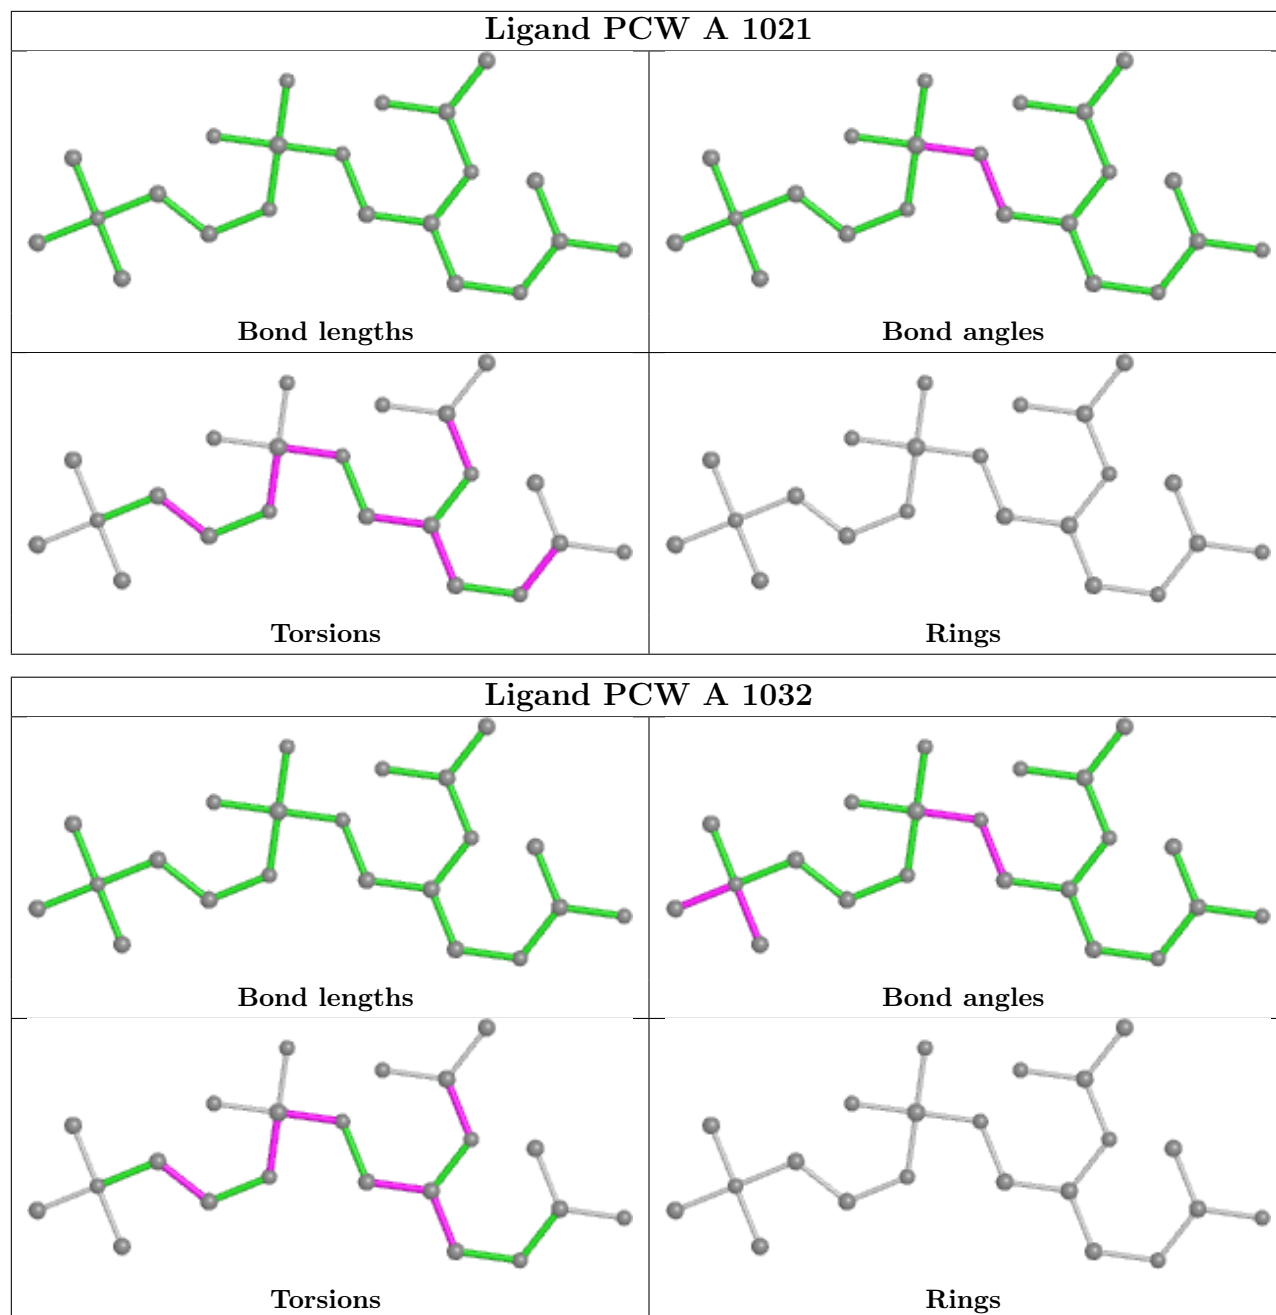 Ligand PCW A 1021
Bond lengths
Bond angles
Torsions
Rings
Ligand PCW A 1032
Bond lengths
Bond angles
Torsions
Rings